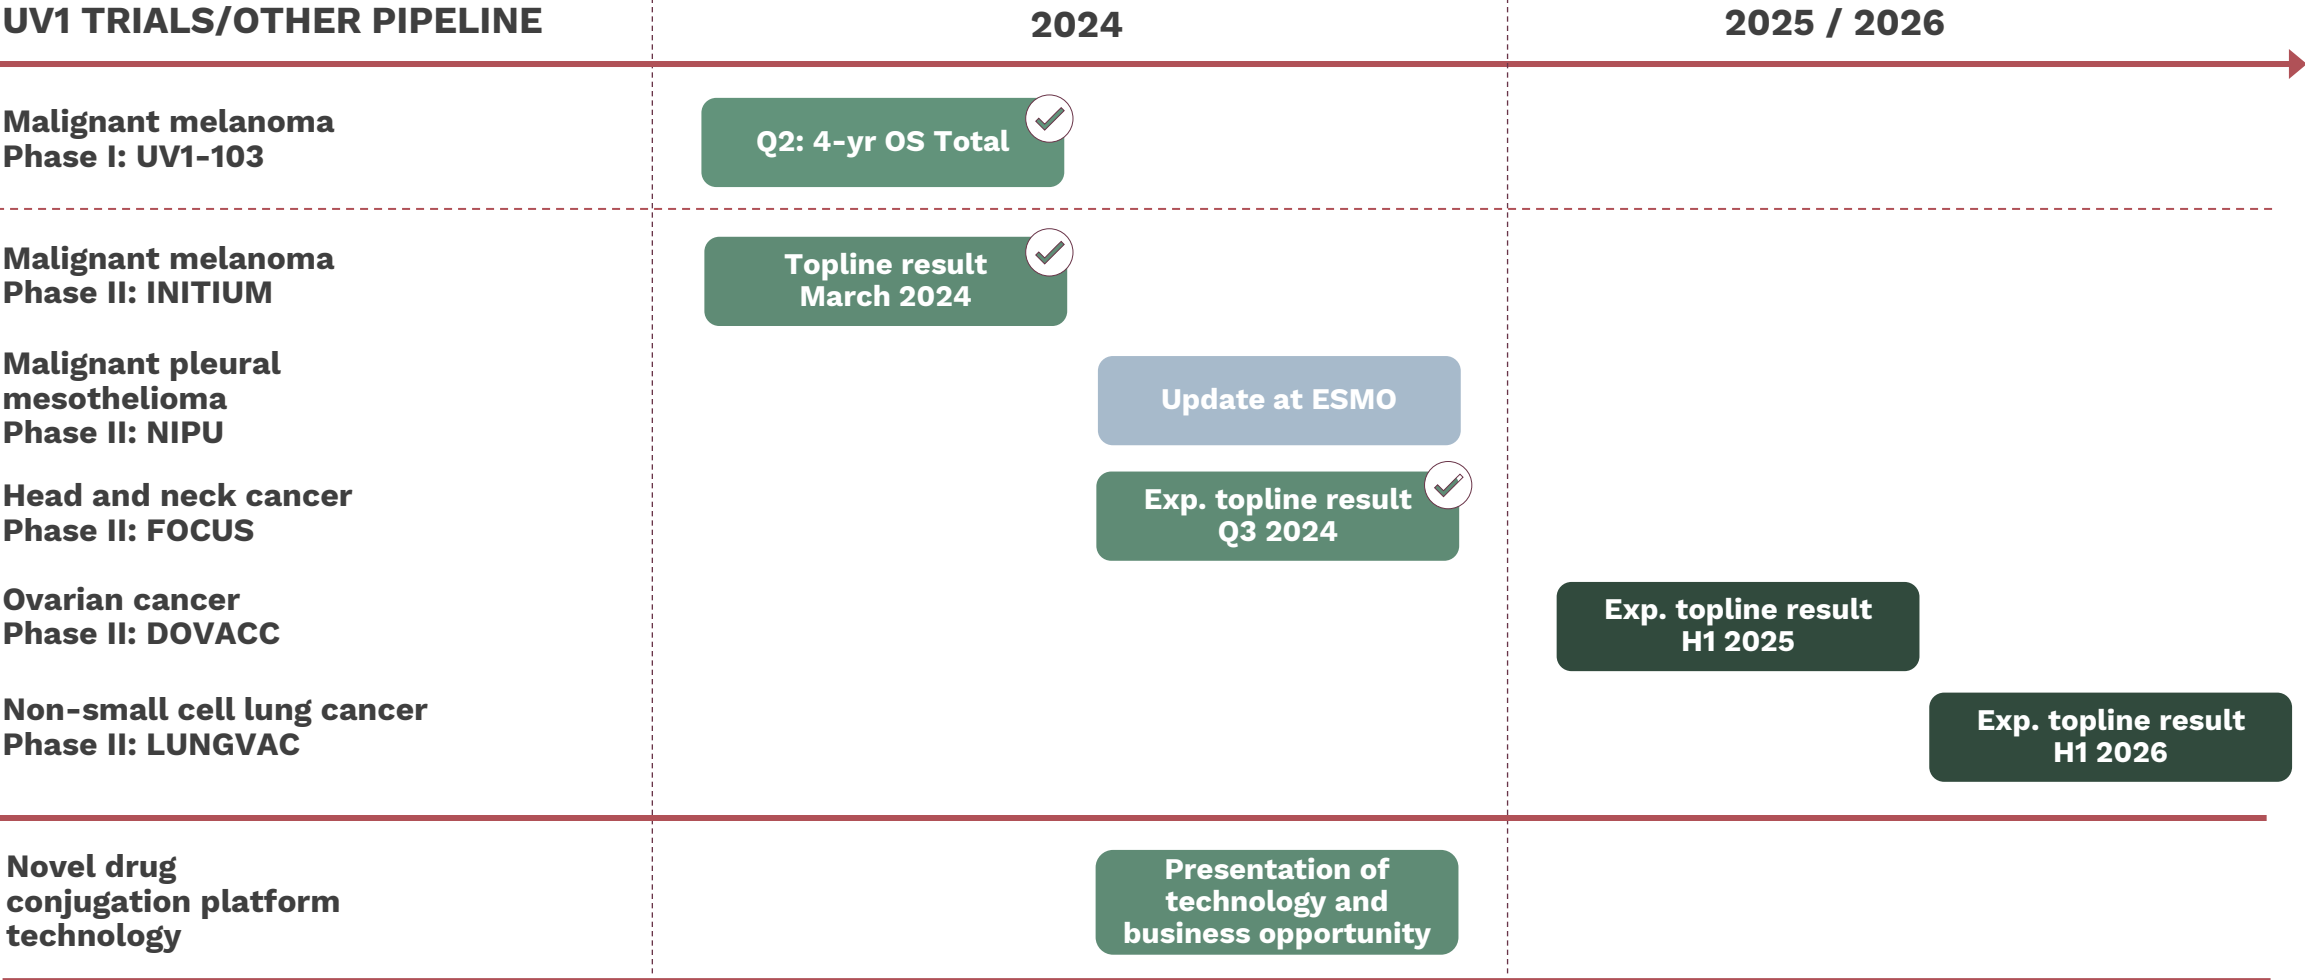 UV1 TRIALS/OTHER PIPELINE
2024
2025 / 2026
Malignant melanoma
Phase I: UV1-103
Q2: 4-yr OS Total
Malignant melanoma
Phase II: INITIUM
Topline result
March 2024
Malignant pleural
mesothelioma
Phase II: NIPU
Update at ESMO
Head and neck cancer
Phase II: FOCUS
Exp. topline result
Q3 2024
Ovarian cancer
Phase II: DOVACC
Exp. topline result
H1 2025
Non-small cell lung cancer
Phase II: LUNGVAC
Exp. topline result
H1 2026
Novel drug
conjugation platform
technology
Presentation of
technology and
business opportunity